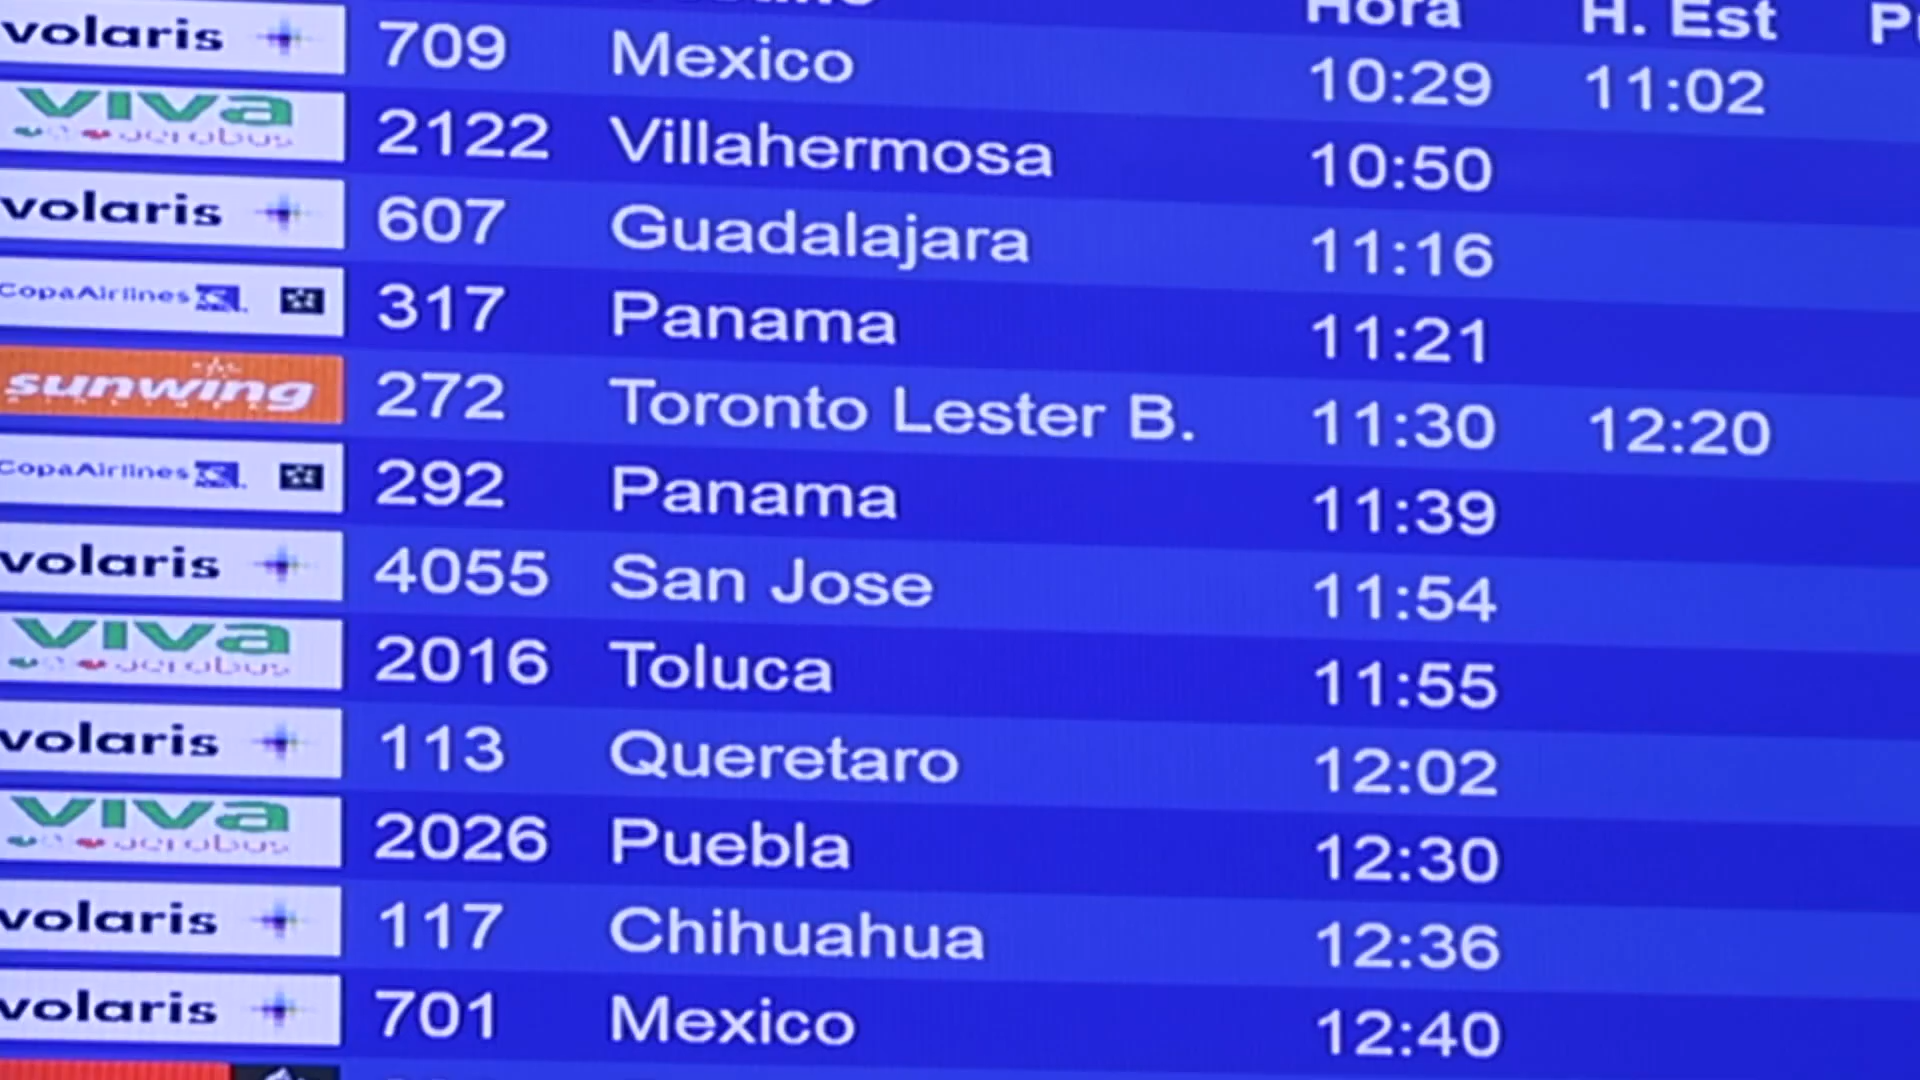 Hora H. Est
volaris 709 Mexico 10:29 11:02
viva aerobus 2122 Villahermosa 10:50
volaris 607 Guadalajara 11:16
CopaAirlines 317 Panama 11:21
sunwing 272 Toronto Lester B. 11:30 12:20
CopaAirlines 292 Panama 11:39
volaris 4055 San Jose 11:54
viva aerobus 2016 Toluca 11:55
volaris 113 Queretaro 12:02
viva aerobus 2026 Puebla 12:30
volaris 117 Chihuahua 12:36
volaris 701 Mexico 12:40